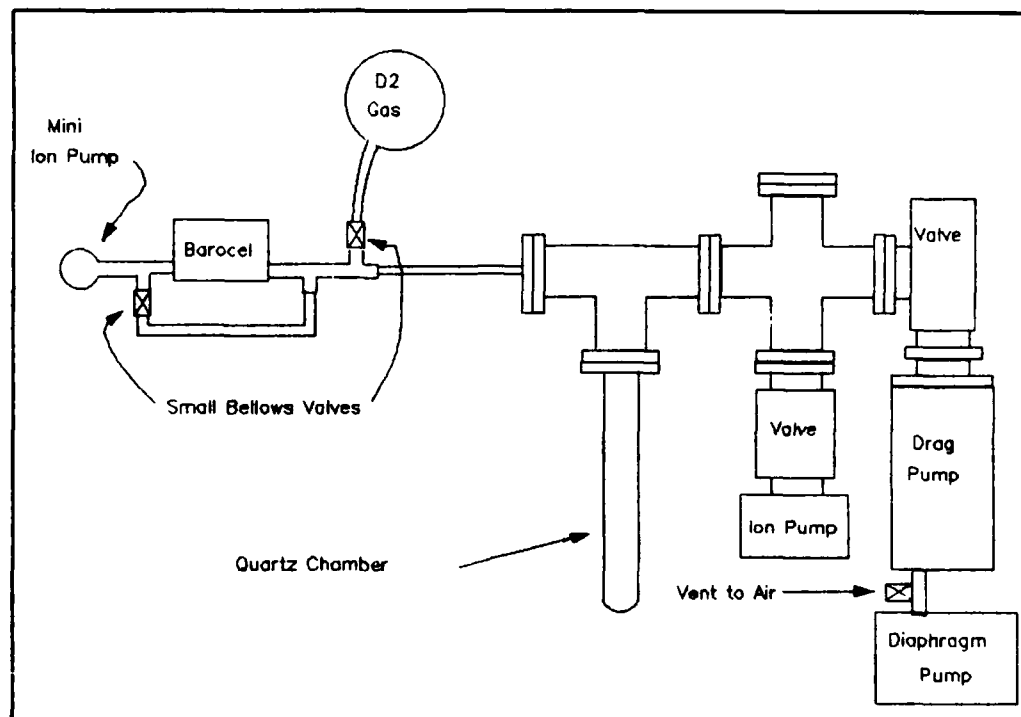 D2
Gas
Mini
Ion Pump
Barocel
Valve
Small Bellows Valves
Valve
Drag
Pump
Ion Pump
Quartz Chamber
Vent to Air
Diaphragm
Pump